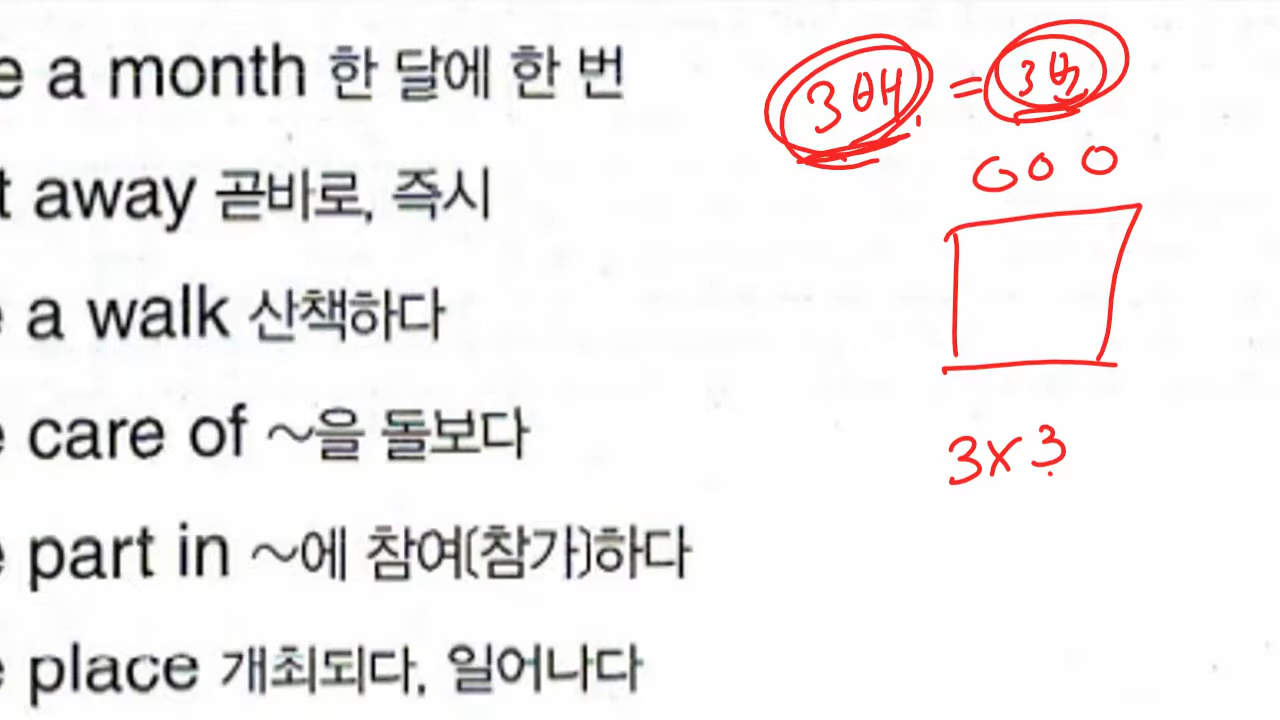 e a month 한 달에 한 번
t away 곧바로, 즉시
a walk 산책하다
care of ~을 돌보다
part in ~에 참여(참가)하다
place 개최되다, 일어나다
3배 = 3번
3x3